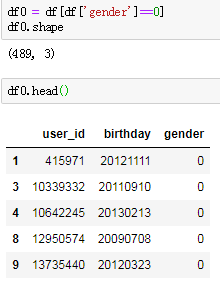 df0 = df[df['gender']==0]
df0.shape
(489, 3)
df0.head()
user_id birthday gender
1 415971 20121111 0
3 10339332 20110910 0
4 10642245 20130213 0
8 12950574 20090708 0
9 13735440 20120323 0